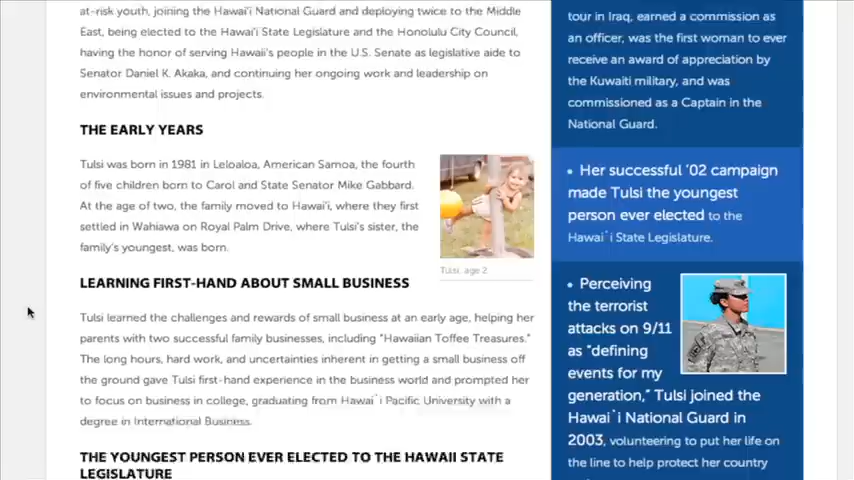 at-risk youth, joining the Hawai'i National Guard and deploying twice to the Middle
East, being elected to the Hawai'i State Legislature and the Honolulu City Council,
having the honor of serving Hawaii's people in the U.S. Senate as legislative aide to
Senator Daniel K. Akaka, and continuing her ongoing work and leadership on
environmental issues and projects.
THE EARLY YEARS
Tulsi was born in 1981 in Leloaloa, American Samoa, the fourth
of five children born to Carol and State Senator Mike Gabbard.
At the age of two, the family moved to Hawai'i, where they first
settled in Wahiawa on Royal Palm Drive, where Tulsi's sister, the
family's youngest, was born.
Tulsi, age 2
LEARNING FIRST-HAND ABOUT SMALL BUSINESS
Tulsi learned the challenges and rewards of small business at an early age, helping her
parents with two successful family businesses, including "Hawaiian Toffee Treasures."
The long hours, hard work, and uncertainties inherent in getting a small business off
the ground gave Tulsi first-hand experience in the business world and prompted her
to focus on business in college, graduating from Hawai`i Pacific University with a
degree in International Business.
THE YOUNGEST PERSON EVER ELECTED TO THE HAWAII STATE
LEGISLATURE
tour in Iraq, earned a commission as
an officer, was the first woman to ever
receive an award of appreciation by
the Kuwaiti military, and was
commissioned as a Captain in the
National Guard.
• Her successful '02 campaign
made Tulsi the youngest
person ever elected to the
Hawai`i State Legislature.
• Perceiving
the terrorist
attacks on 9/11
as "defining
events for my
generation," Tulsi joined the
Hawai`i National Guard in
2003, volunteering to put her life on
the line to help protect her country